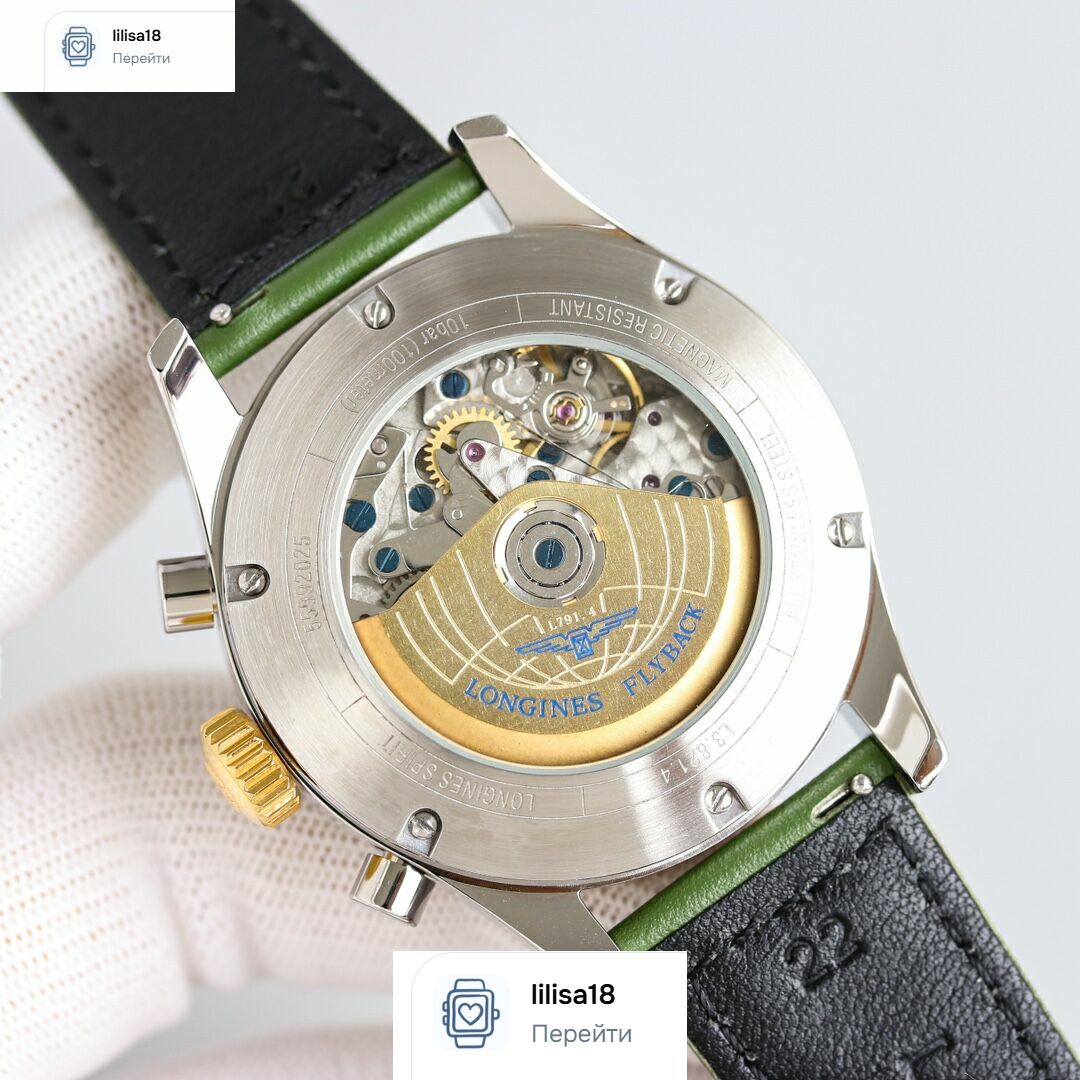 lilisa18
Перейти
10bar (100meter)
MAGNETIC RESISTANT
ALL STAINLESS STEEL
L3.821.4
LONGINES SPIRIT
L791.4
LONGINES FLYBACK
22
lilisa18
Перейти